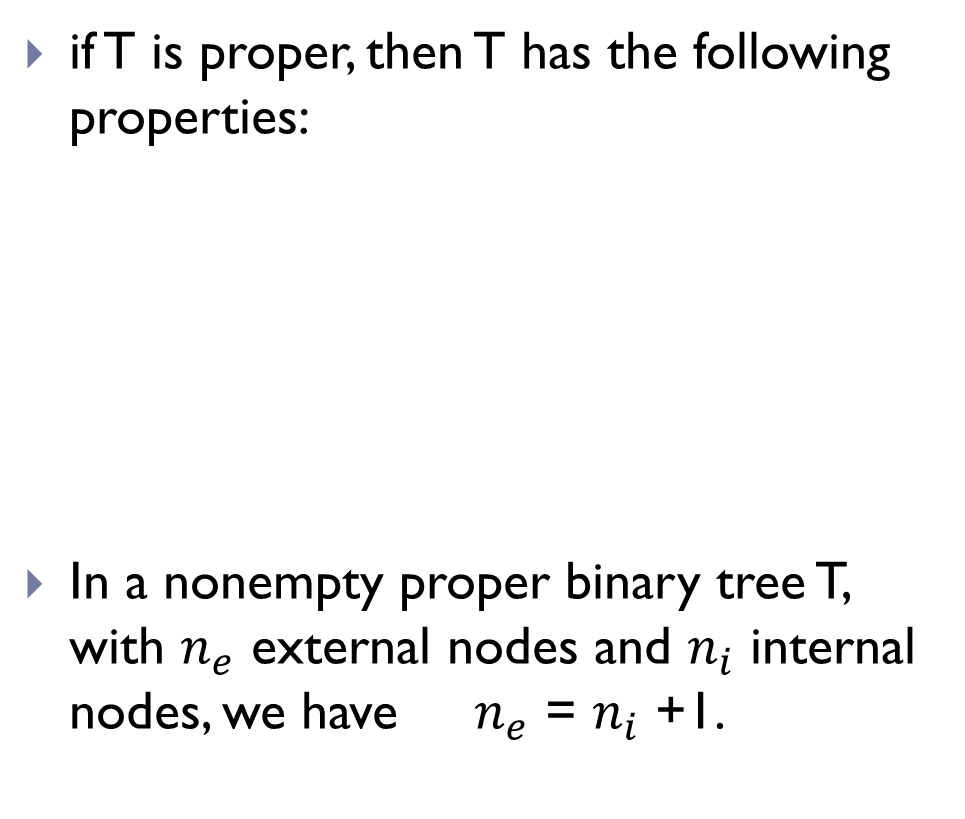 if T is proper, then T has the following
properties:
In a nonempty proper binary tree T,
with nₑ external nodes and nᵢ internal
nodes, we have nₑ = nᵢ +1.